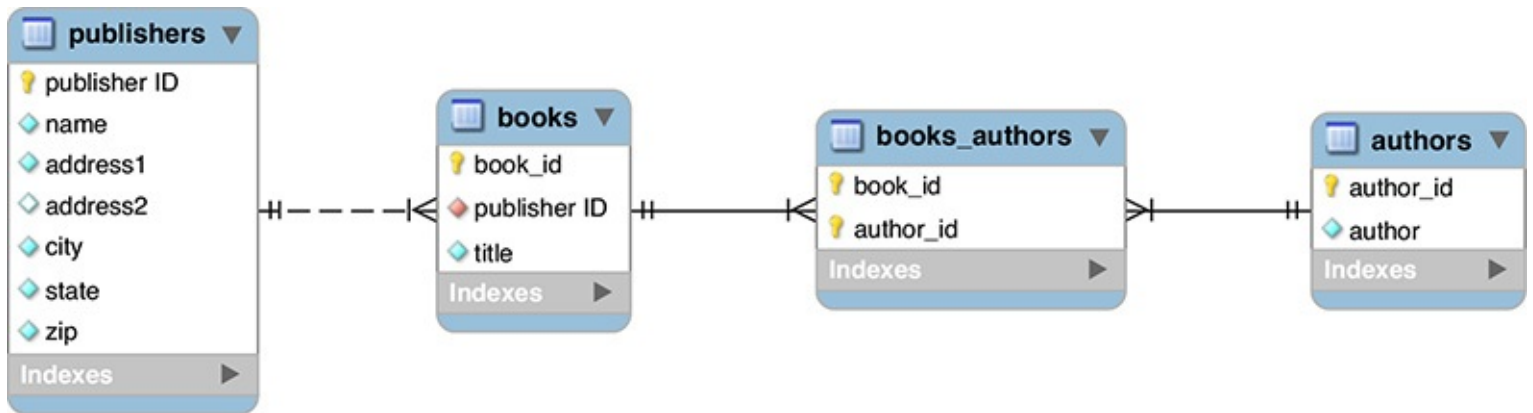 publishers
publisher ID
name
address1
address2
city
state
zip
Indexes
books
book_id
publisher ID
title
Indexes
books_authors
book_id
author_id
Indexes
authors
author_id
author
Indexes